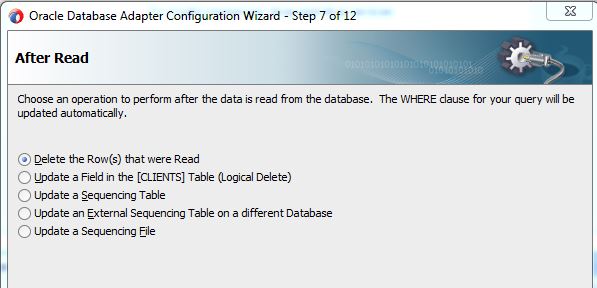 Oracle Database Adapter Configuration Wizard - Step 7 of 12
After Read
0101010101010101010101010101
01010101010
Choose an operation to perform after the data is read from the database. The WHERE clause for your query will be
updated automatically.
Delete the Row(s) that were Read
Update a Field in the [CLIENTS] Table (Logical Delete)
Update a Sequencing Table
Update an External Sequencing Table on a different Database
Update a Sequencing File